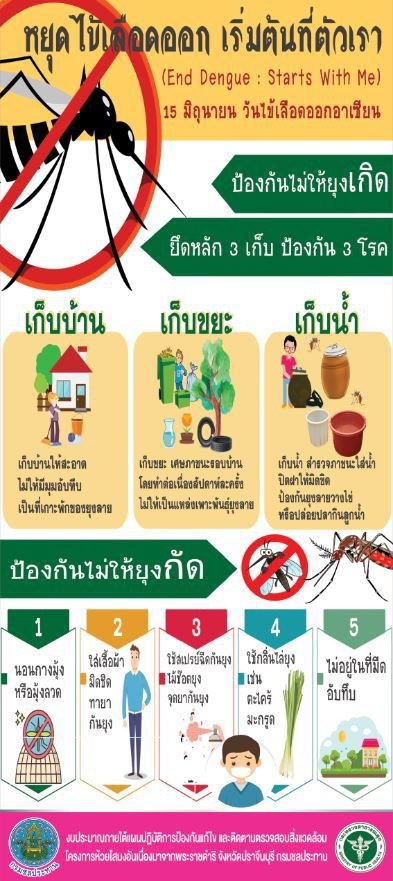 หยุดไข้เลือดออก เริ่มต้นที่ตัวเรา
(End Dengue : Starts With Me)
15 มิถุนายน วันไข้เลือดออกอาเซียน
ป้องกันไม่ให้ยุงเกิด
ยึดหลัก 3 เก็บ ป้องกัน 3 โรค
เก็บบ้าน
เก็บบ้านให้สะอาด
ไม่ให้มีมุมอับทึบ
เป็นที่เกาะพักของยุงลาย
เก็บขยะ
เก็บขยะ เศษภาชนะรอบบ้าน
โดยทำต่อเนื่องสัปดาห์ละครั้ง
ไม่ให้เป็นแหล่งเพาะพันธุ์ยุงลาย
เก็บน้ำ
เก็บน้ำ สำรวจภาชนะใส่น้ำ
ปิดฝาให้มิดชิด
ป้องกันยุงลายวางไข่
หรือปล่อยปลากินลูกน้ำ
ป้องกันไม่ให้ยุงกัด
1
นอนกางมุ้ง
หรือมุ้งลวด
2
ใส่เสื้อผ้า
มิดชิด
ทายา
กันยุง
3
ใช้สเปรย์ฉีดกันยุง
ไม้ช็อตยุง
จุดยากันยุง
4
ใช้กลิ่นไล่ยุง
เช่น
ตะไคร้
มะกรูด
5
ไม่อยู่ในที่มืด
อับทึบ
งบประมาณภายใต้แผนปฏิบัติการป้องกันแก้ไข และติดตามตรวจสอบสิ่งแวดล้อม
โครงการห้วยโสมงอันเนื่องมาจากพระราชดำริ จังหวัดปราจีนบุรี กรมชลประทาน
กรมชลประทาน
กระทรวงสาธารณสุข
MINISTRY OF PUBLIC HEALTH